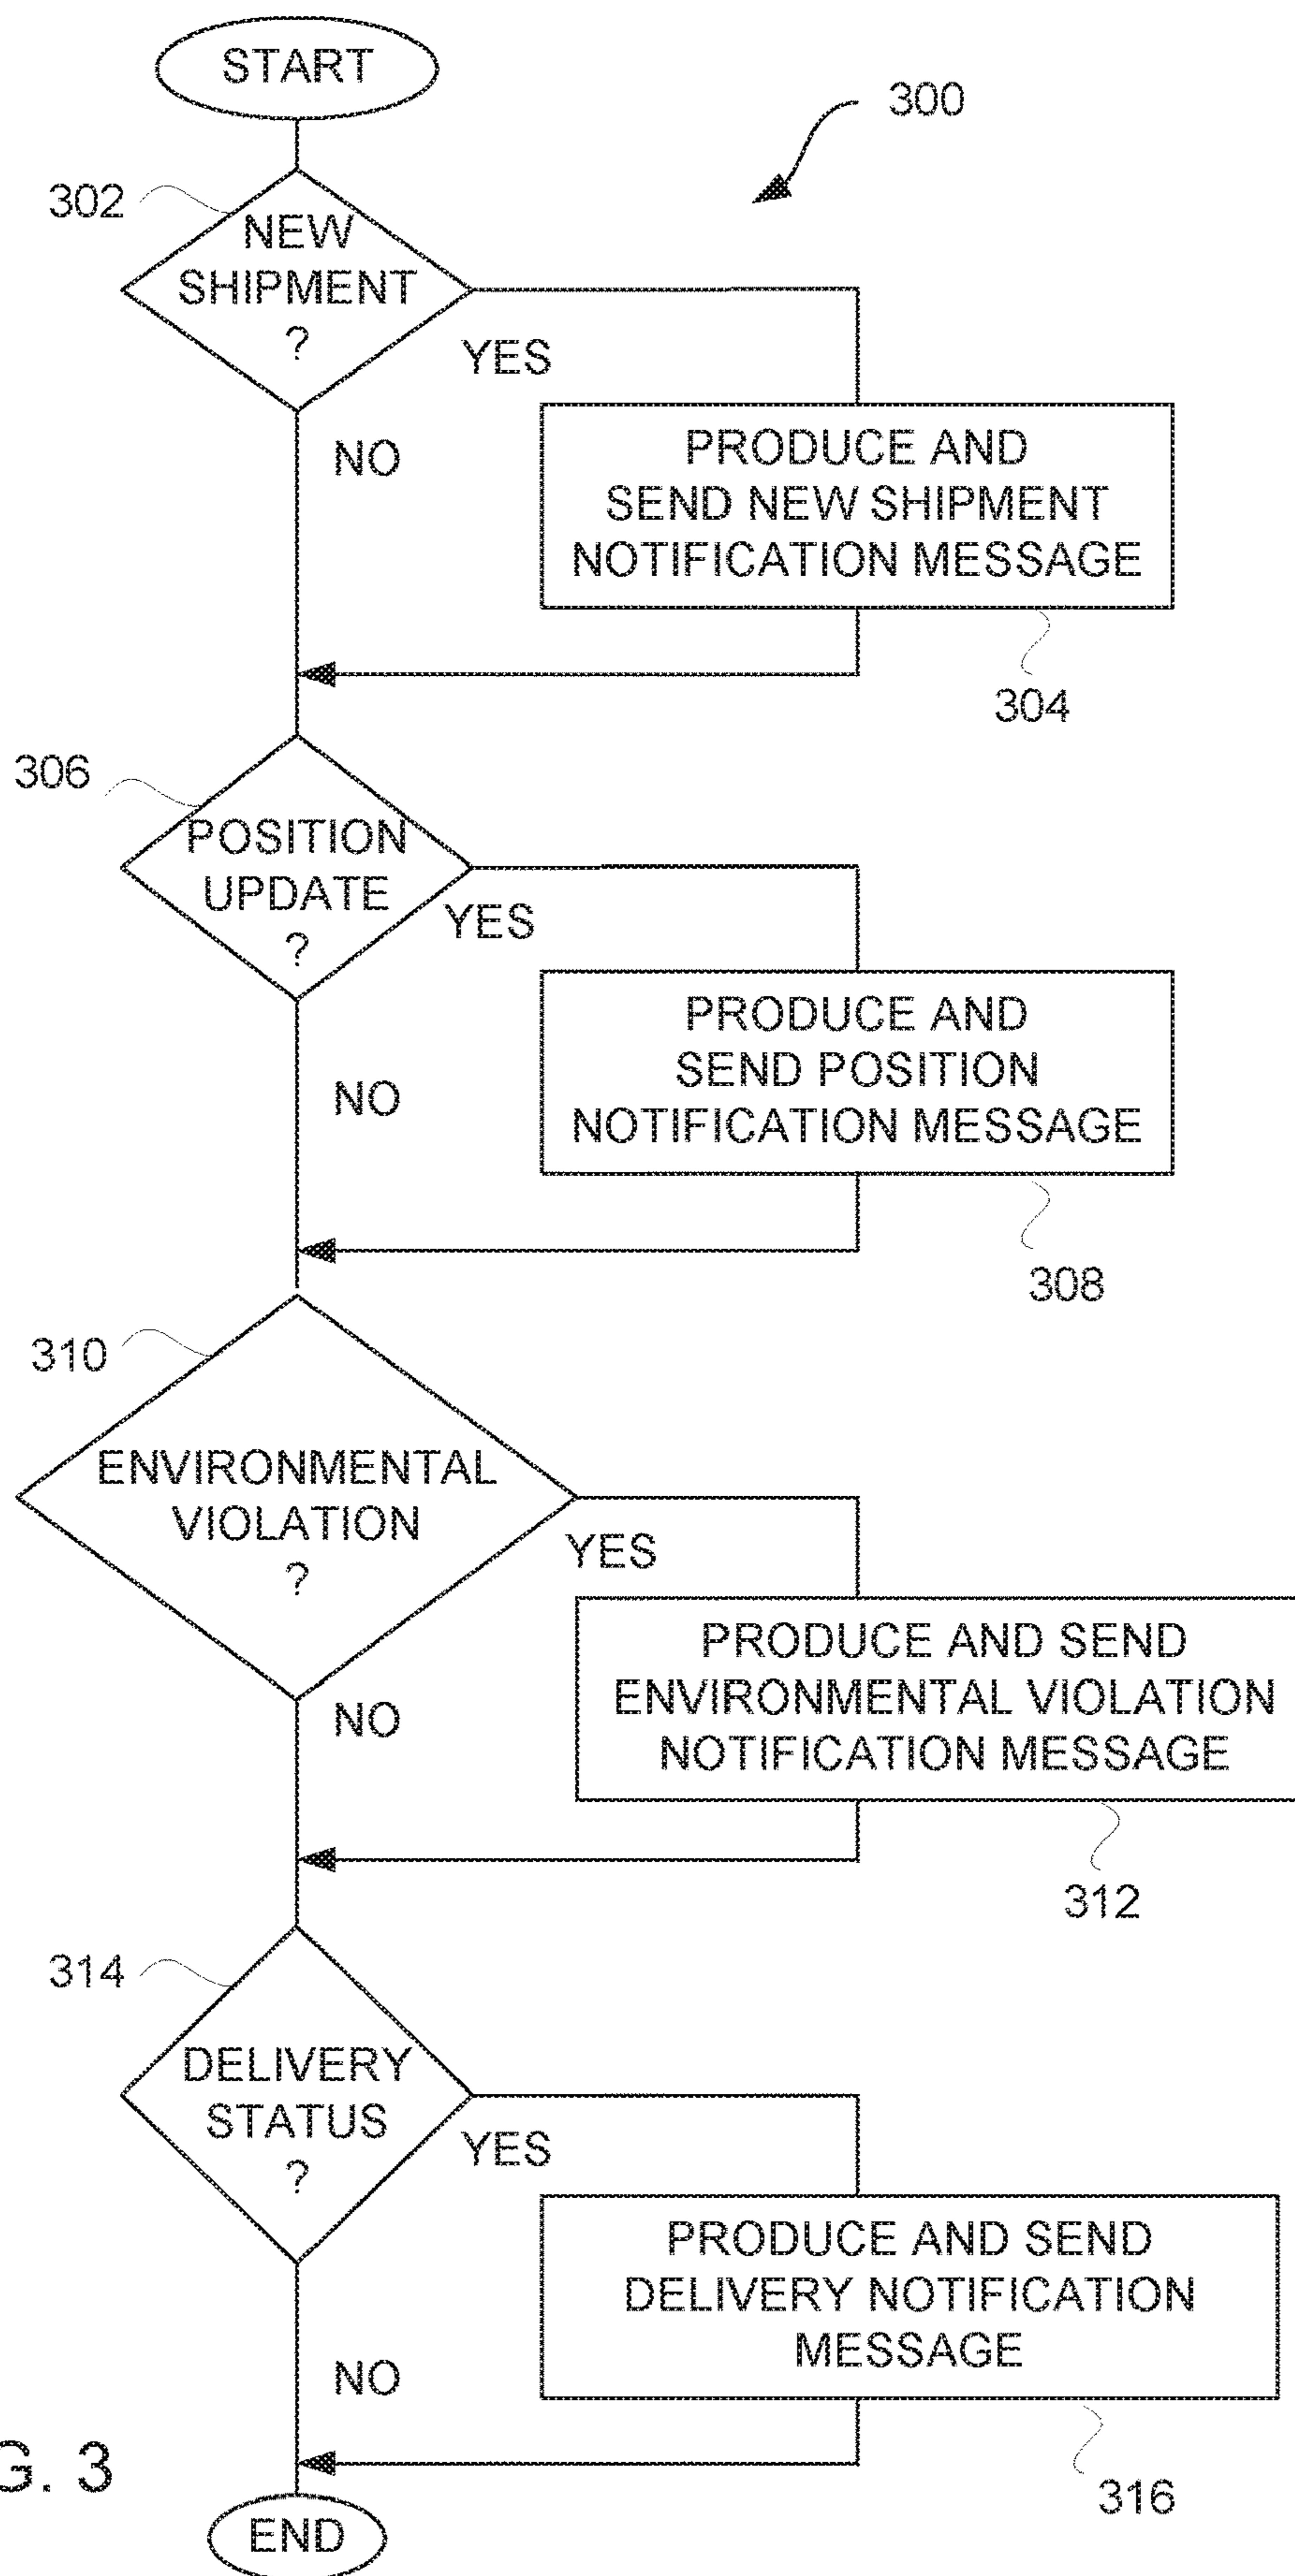 START
300
302
NEW
SHIPMENT
?
YES
NO
PRODUCE AND
SEND NEW SHIPMENT
NOTIFICATION MESSAGE
304
306
POSITION
UPDATE
?
YES
NO
PRODUCE AND
SEND POSITION
NOTIFICATION MESSAGE
308
310
ENVIRONMENTAL
VIOLATION
?
YES
NO
PRODUCE AND SEND
ENVIRONMENTAL VIOLATION
NOTIFICATION MESSAGE
312
314
DELIVERY
STATUS
?
YES
NO
PRODUCE AND SEND
DELIVERY NOTIFICATION
MESSAGE
316
G. 3
END